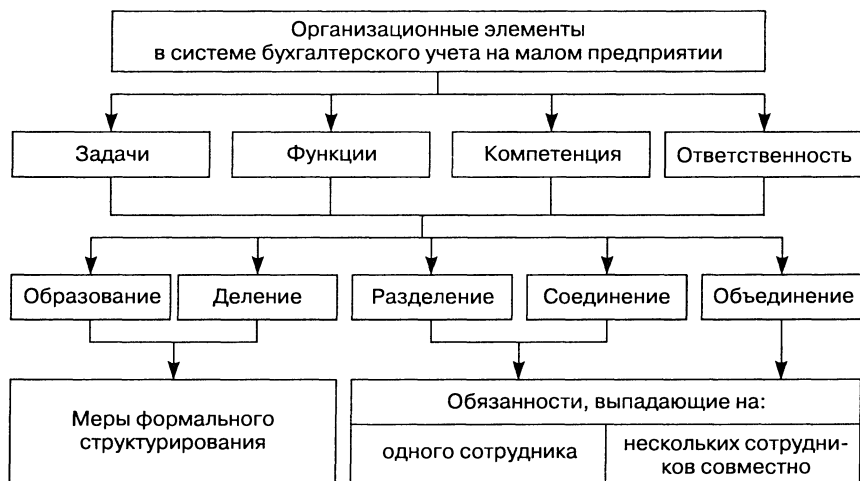 Организационные элементы
в системе бухгалтерского учета на малом предприятии
Задачи
Функции
Компетенция
Ответственность
Образование
Деление
Разделение
Соединение
Объединение
Меры формального
структурирования
Обязанности, выпадающие на:
одного сотрудника
нескольких сотрудни-
ков совместно